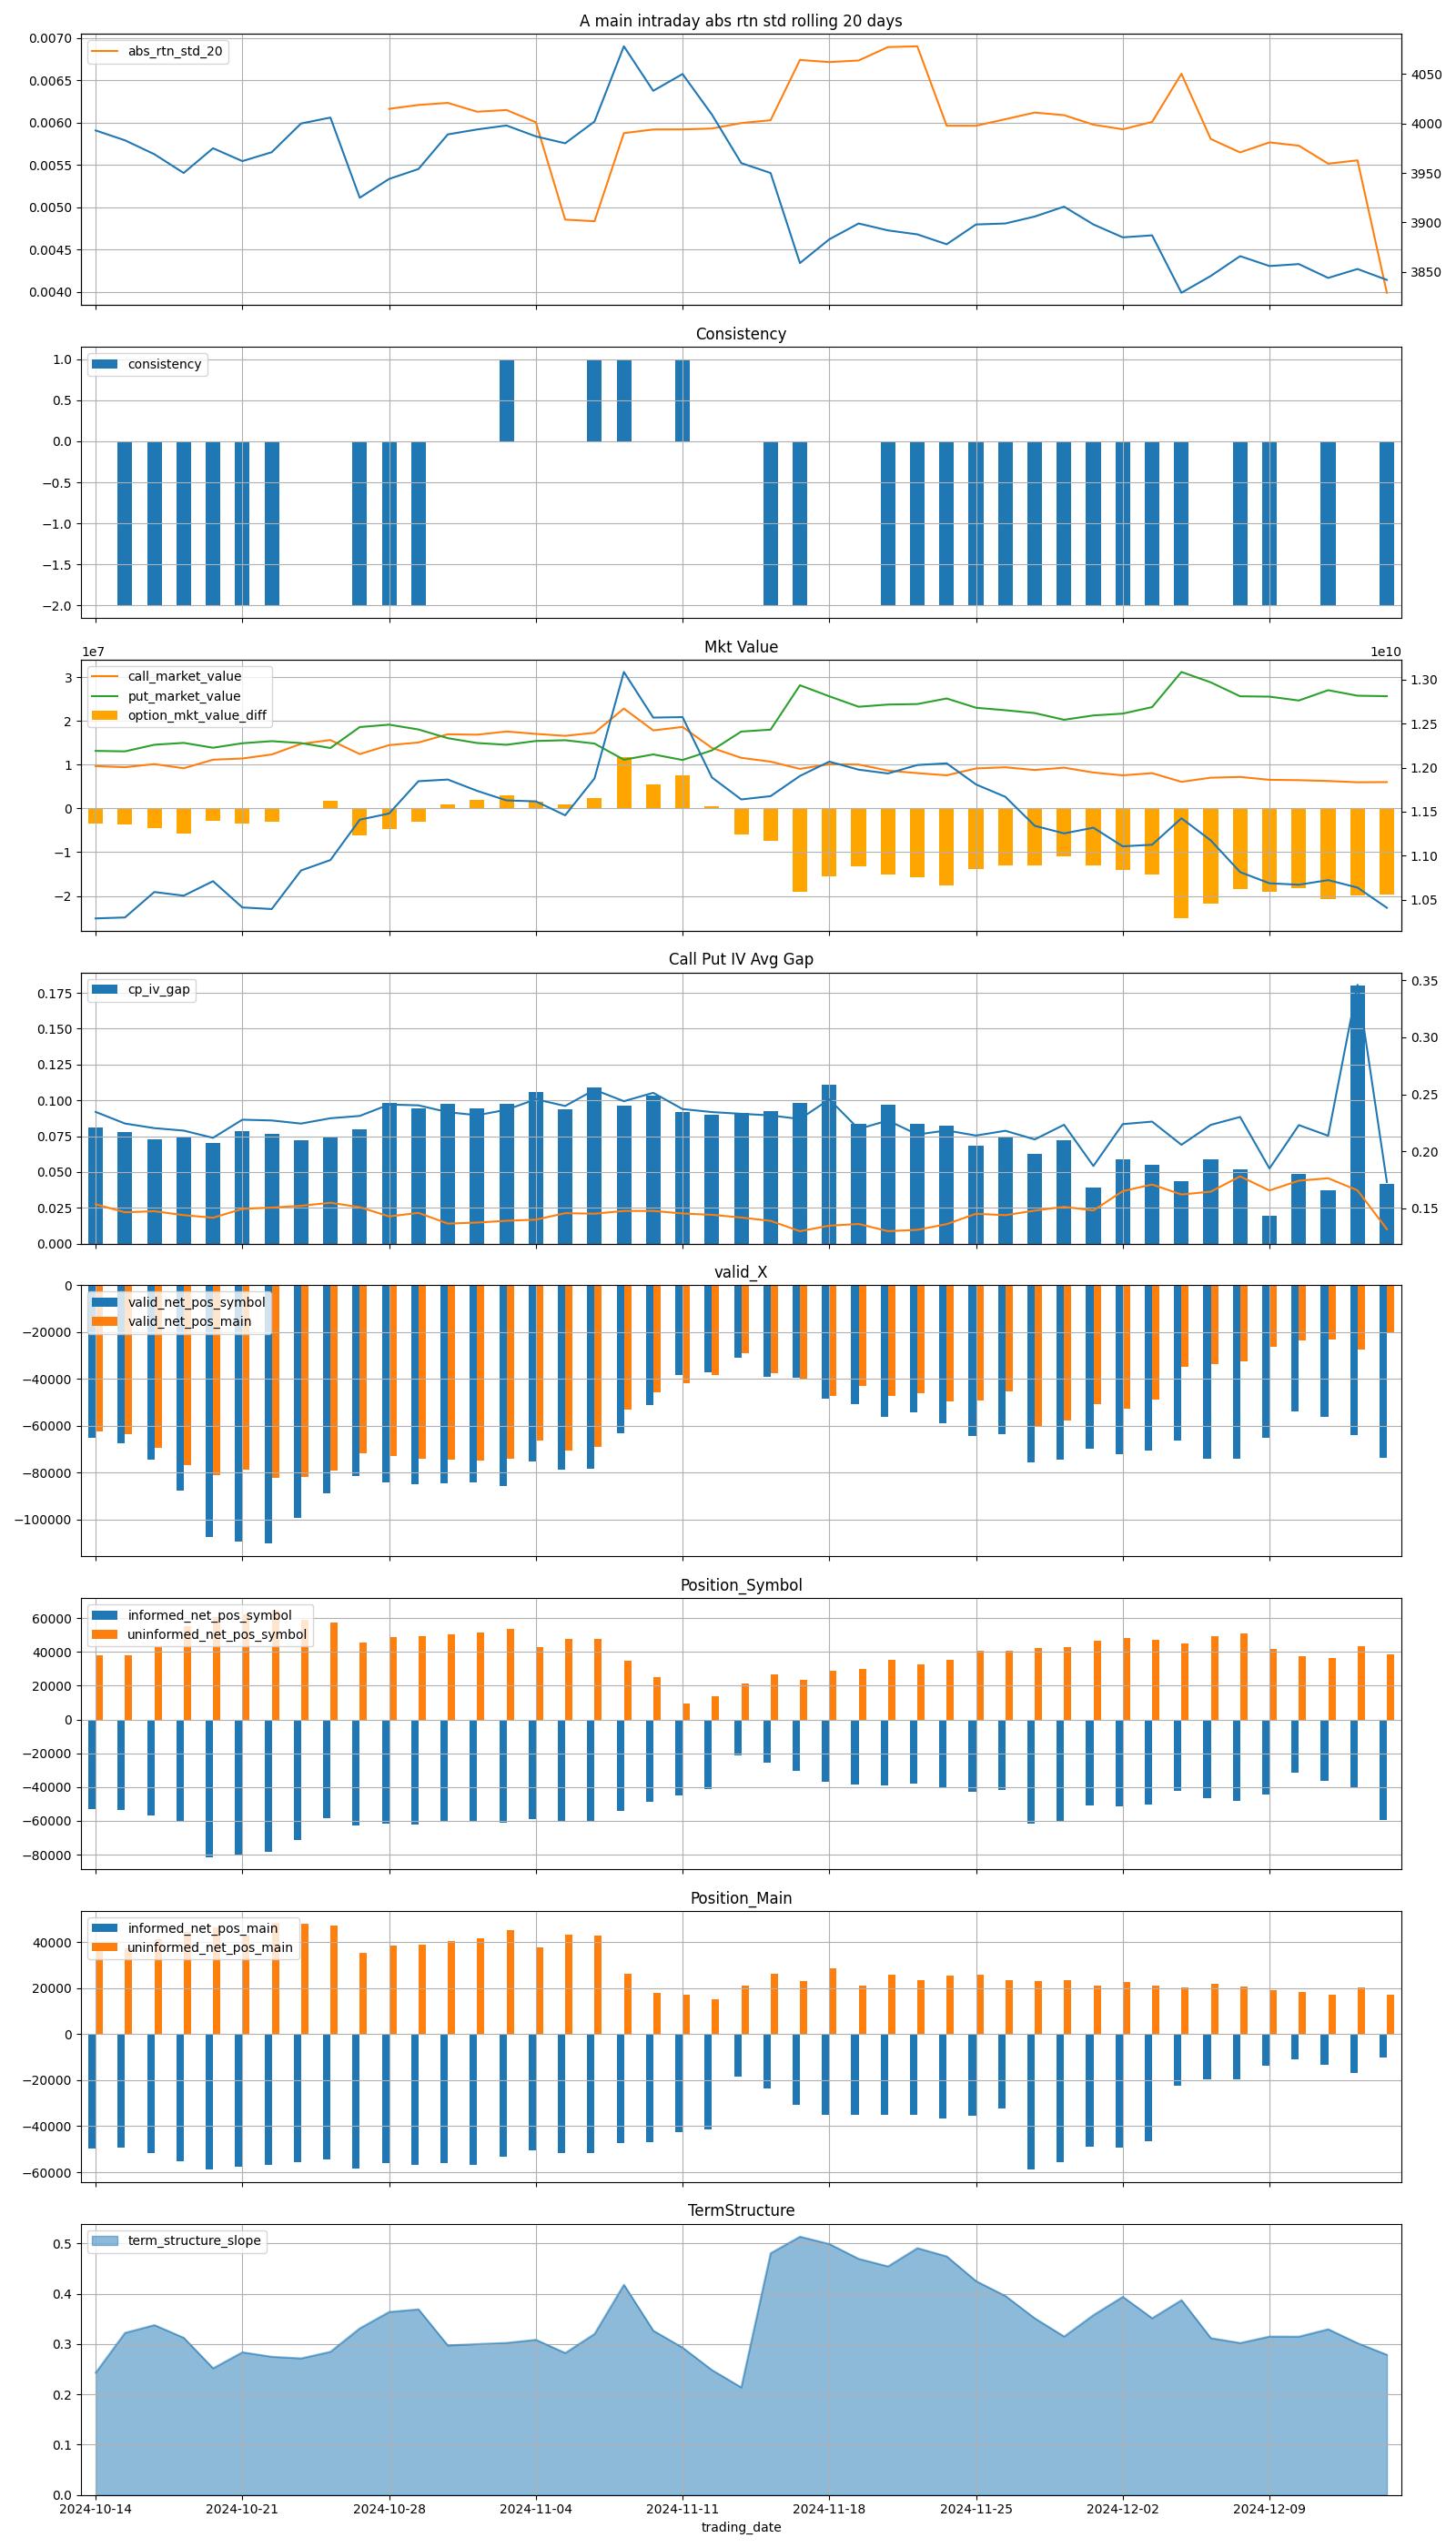 A main intraday abs rtn std rolling 20 days
abs_rtn_std_20
0.0070
0.0065
0.0060
0.0055
0.0050
0.0045
0.0040
4050
4000
3950
3900
3850
Consistency
consistency
1.0
0.5
0.0
−0.5
−1.0
−1.5
−2.0
Mkt Value
1e7
1e10
call_market_value
put_market_value
option_mkt_value_diff
3
2
1
0
−1
−2
1.30
1.25
1.20
1.15
1.10
1.05
Call Put IV Avg Gap
cp_iv_gap
0.175
0.150
0.125
0.100
0.075
0.050
0.025
0.000
0.35
0.30
0.25
0.20
0.15
valid_X
valid_net_pos_symbol
valid_net_pos_main
0
−20000
−40000
−60000
−80000
−100000
Position_Symbol
informed_net_pos_symbol
uninformed_net_pos_symbol
60000
40000
20000
0
−20000
−40000
−60000
−80000
Position_Main
informed_net_pos_main
uninformed_net_pos_main
40000
20000
0
−20000
−40000
−60000
TermStructure
term_structure_slope
0.5
0.4
0.3
0.2
0.1
0.0
2024-10-14 2024-10-21 2024-10-28 2024-11-04 2024-11-11 2024-11-18 2024-11-25 2024-12-02 2024-12-09
trading_date